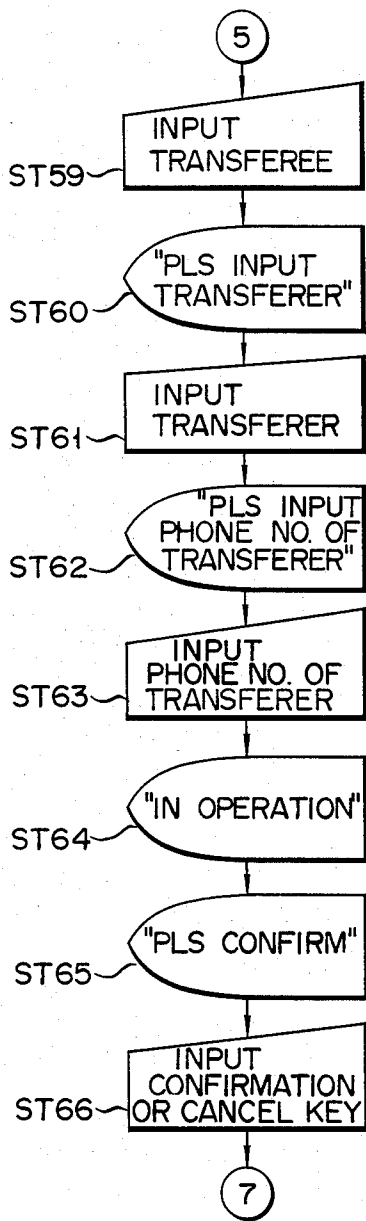 5
INPUT
TRANSFEREE
ST59
"PLS INPUT
TRANSFERER"
ST60
INPUT
TRANSFERER
ST61
"PLS INPUT
PHONE NO. OF
TRANSFERER"
ST62
INPUT
PHONE NO. OF
TRANSFERER
ST63
"IN OPERATION"
ST64
"PLS CONFIRM"
ST65
INPUT
CONFIRMATION
OR CANCEL KEY
ST66
7